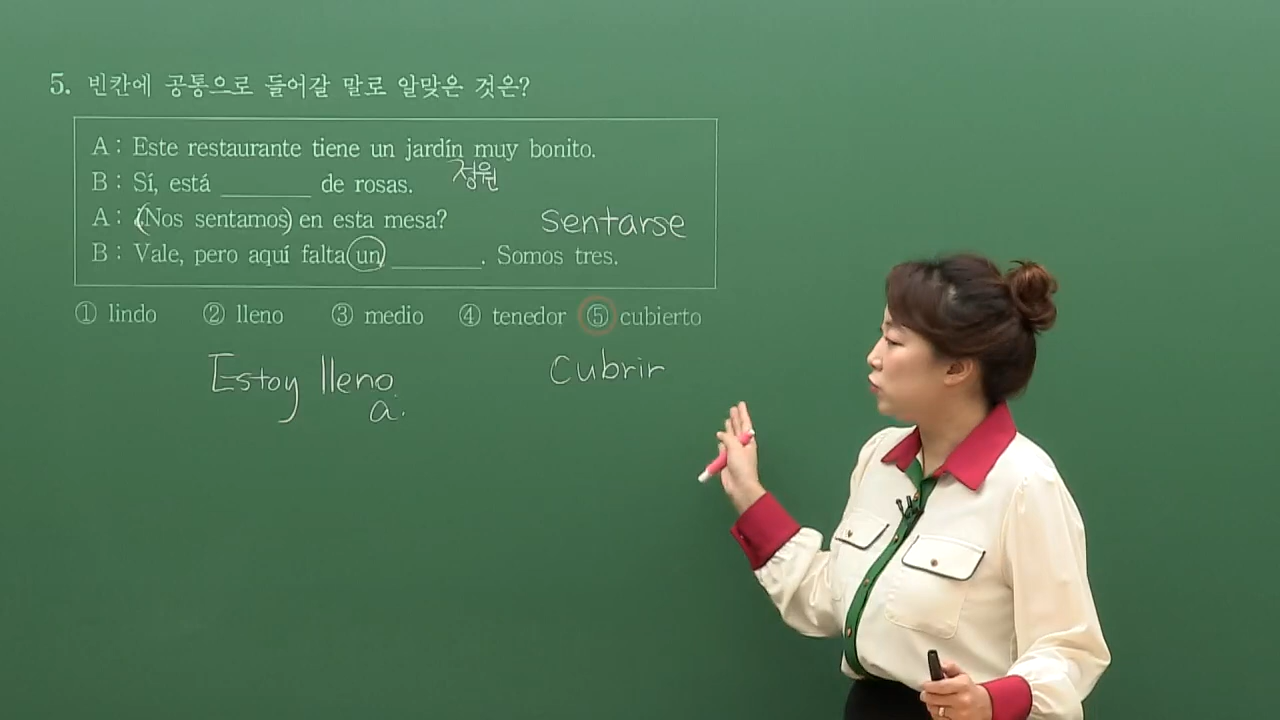 5. 빈칸에 공통으로 들어갈 말로 알맞은 것은?
A : Este restaurante tiene un jardín muy bonito.
정원
B : Sí, está ________ de rosas.
A : ¿Nos sentamos en esta mesa?
sentarse
B : Vale, pero aquí falta un ________. Somos tres.
① lindo ② lleno ③ medio ④ tenedor ⑤ cubierto
Estoy lleno
a.
Cubrir